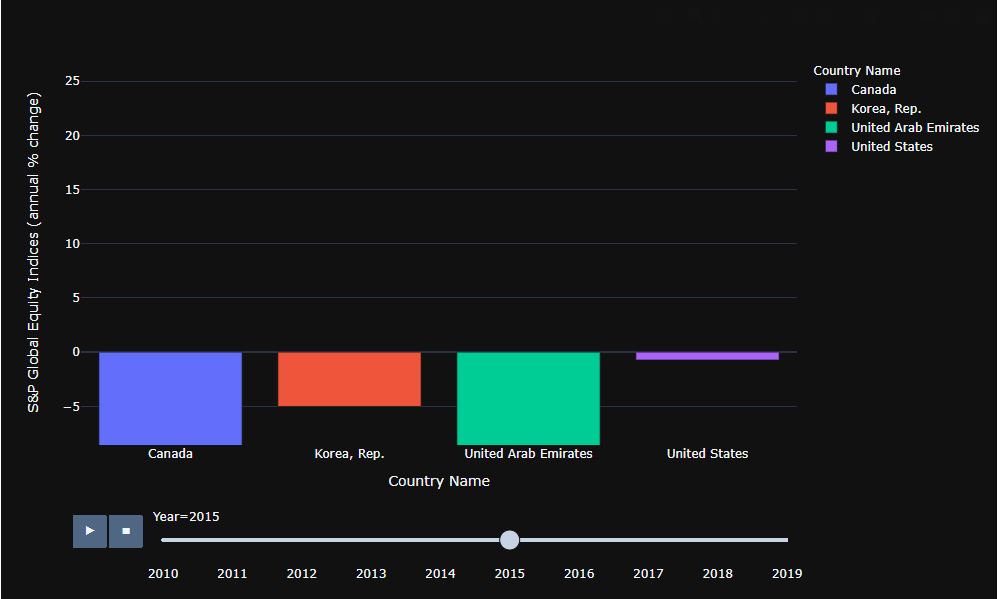 Country Name
Canada
Korea, Rep.
United Arab Emirates
United States
S&P Global Equity Indices (annual % change)
25
20
15
10
5
0
−5
Canada Korea, Rep. United Arab Emirates United States
Country Name
Year=2015
2010 2011 2012 2013 2014 2015 2016 2017 2018 2019